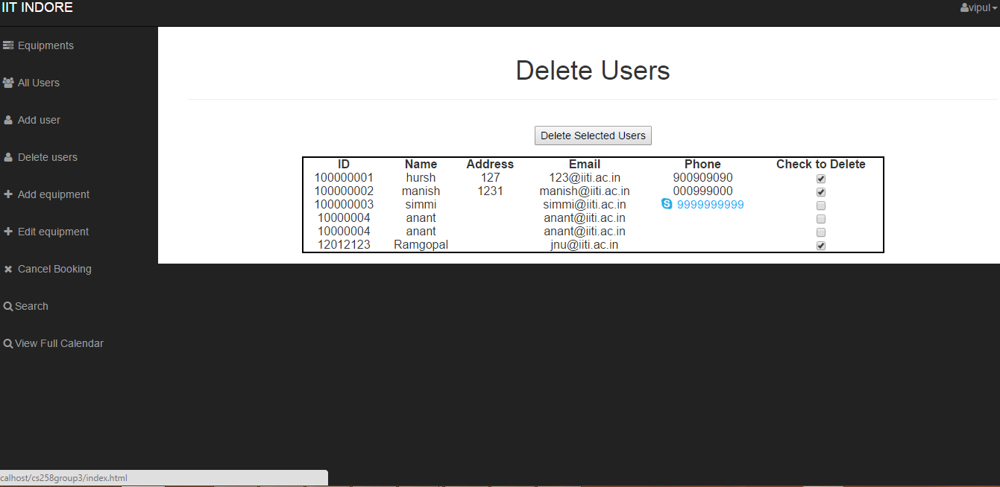 IIT INDORE
vipul
Equipments
All Users
Add user
Delete users
Add equipment
Edit equipment
Cancel Booking
Search
View Full Calendar
Delete Users
Delete Selected Users
ID Name Address Email Phone Check to Delete
100000001 hursh 127 123@iiti.ac.in 900909090
100000002 manish 1231 manish@iiti.ac.in 000999000
100000003 simmi simmi@iiti.ac.in 9999999999
10000004 anant anant@iiti.ac.in
10000004 anant anant@iiti.ac.in
12012123 Ramgopal jnu@iiti.ac.in
calhost/cs258group3/index.html